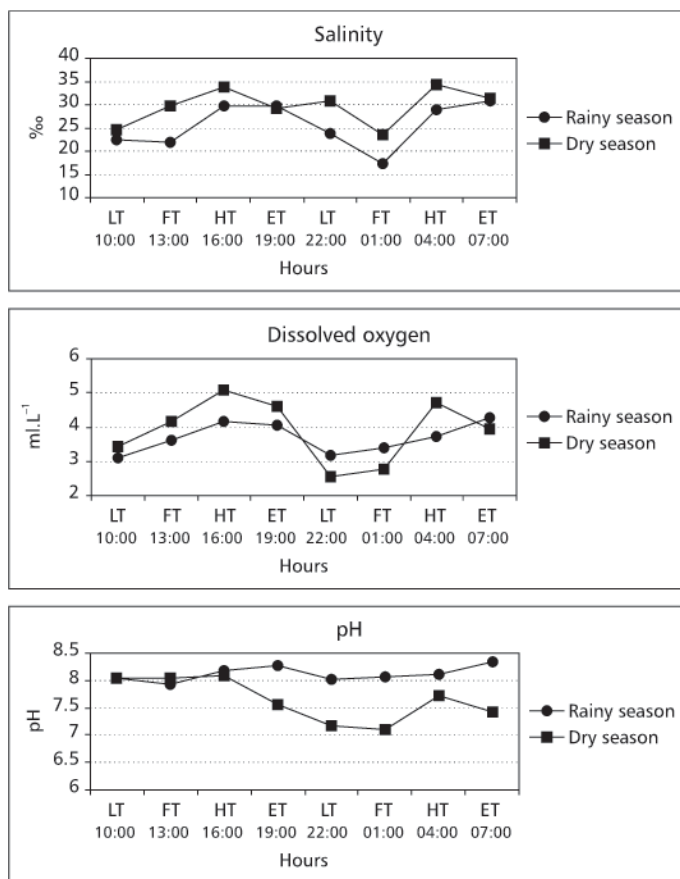 Salinity
40
35
30
25
20
15
10
‰
LT FT HT ET LT FT HT ET
10:00 13:00 16:00 19:00 22:00 01:00 04:00 07:00
Hours
Rainy season
Dry season
Dissolved oxygen
6
5
4
3
2
ml.L⁻¹
LT FT HT ET LT FT HT ET
10:00 13:00 16:00 19:00 22:00 01:00 04:00 07:00
Hours
Rainy season
Dry season
pH
8.5
8
7.5
7
6.5
6
pH
LT FT HT ET LT FT HT ET
10:00 13:00 16:00 19:00 22:00 01:00 04:00 07:00
Hours
Rainy season
Dry season